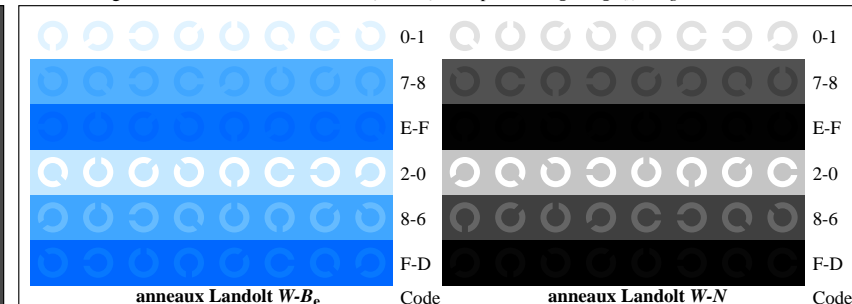 0-1 0-1
7-8 7-8
E-F E-F
2-0 2-0
8-6 8-6
F-D F-D
anneaux Landolt W-Be Code anneaux Landolt W-N Code